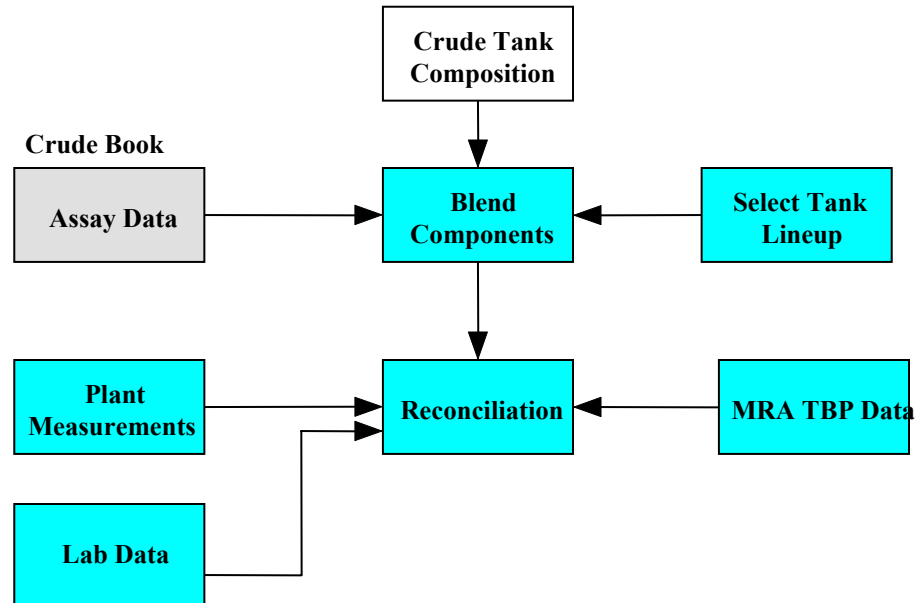 Crude Tank
Composition
Crude Book
Assay Data
Blend
Components
Select Tank
Lineup
Plant
Measurements
Reconciliation
MRA TBP Data
Lab Data